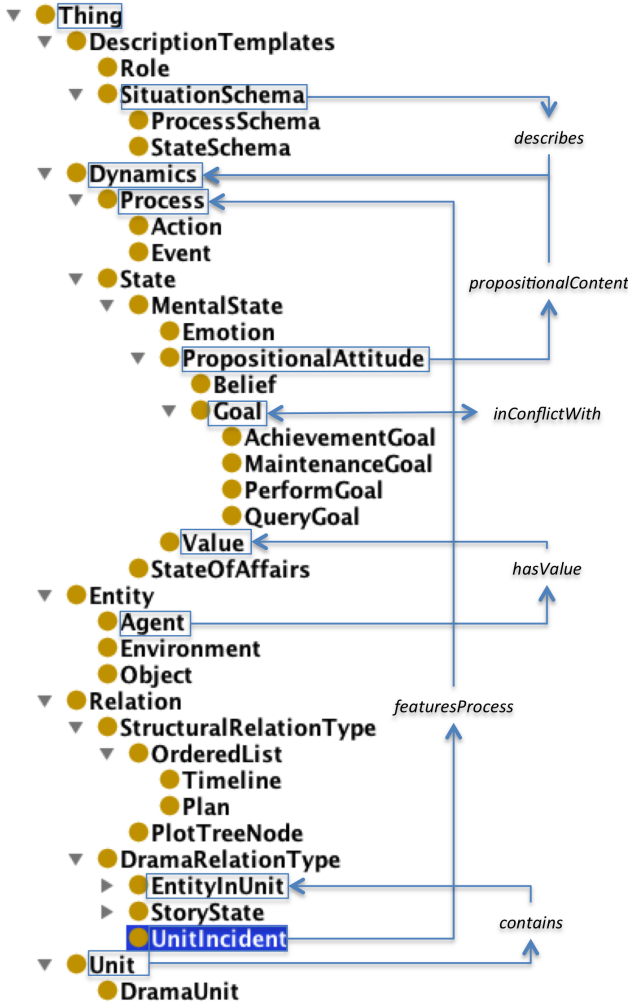 Thing
DescriptionTemplates
Role
SituationSchema
ProcessSchema
describes
StateSchema
Dynamics
Process
Action
Event
State
propositionalContent
MentalState
Emotion
PropositionalAttitude
Belief
Goal
inConflictWith
AchievementGoal
MaintenanceGoal
PerformGoal
QueryGoal
Value
StateOfAffairs
hasValue
Entity
Agent
Environment
Object
Relation
featuresProcess
StructuralRelationType
OrderedList
Timeline
Plan
PlotTreeNode
DramaRelationType
EntityInUnit
StoryState
contains
UnitIncident
Unit
DramaUnit